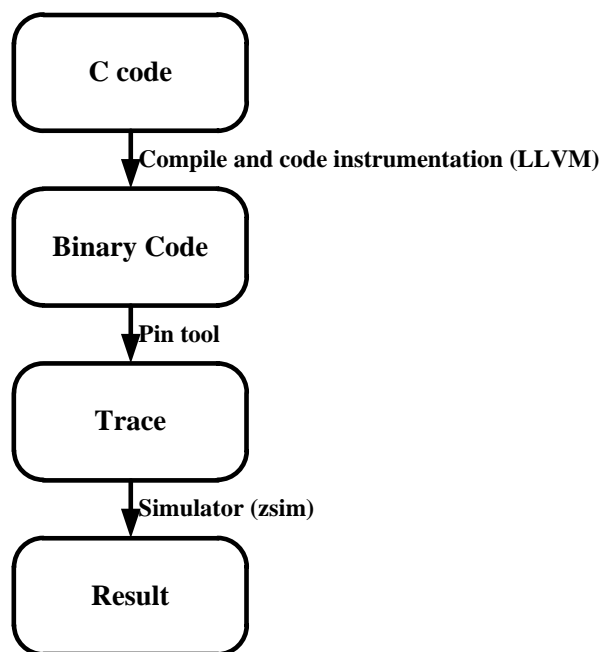 C code
Compile and code instrumentation (LLVM)
Binary Code
Pin tool
Trace
Simulator (zsim)
Result